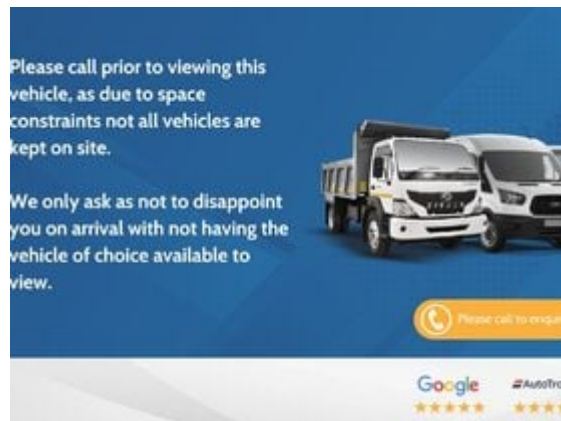 Please call prior to viewing this
vehicle, as due to space
constraints not all vehicles are
kept on site.
We only ask as not to disappoint
you on arrival with not having the
vehicle of choice available to
view.
Please call to enqu
Google
AutoTr